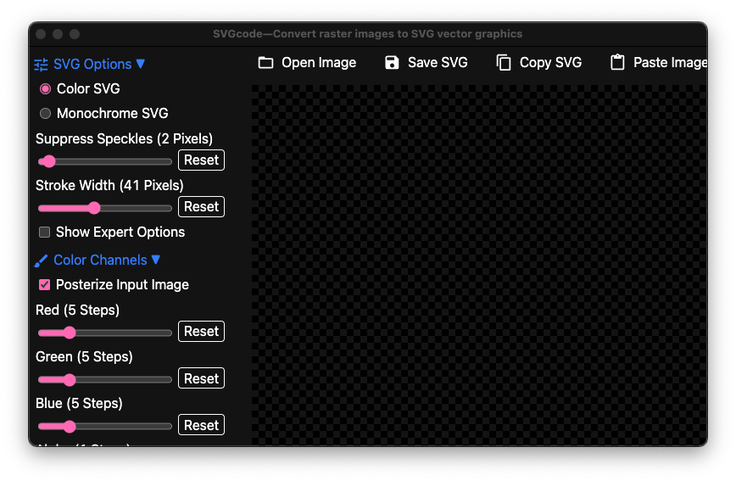 SVGcode—Convert raster images to SVG vector graphics
SVG Options ▼
Open Image
Save SVG
Copy SVG
Paste Image
Color SVG
Monochrome SVG
Suppress Speckles (2 Pixels)
Reset
Stroke Width (41 Pixels)
Reset
Show Expert Options
Color Channels ▼
Posterize Input Image
Red (5 Steps)
Reset
Green (5 Steps)
Reset
Blue (5 Steps)
Reset